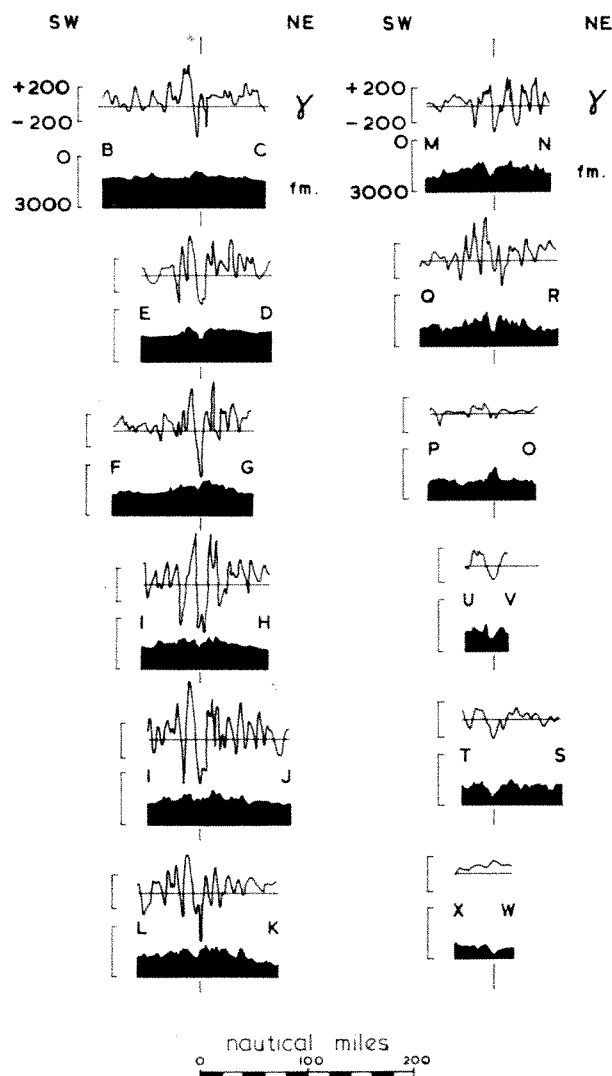 SW NE SW NE
+200 γ +200 γ
-200 -200
B C M N
0 0
3000 fm. 3000 fm.
E D Q R
F G P O
I H U V
I J T S
L K X W
nautical miles
0 100 200